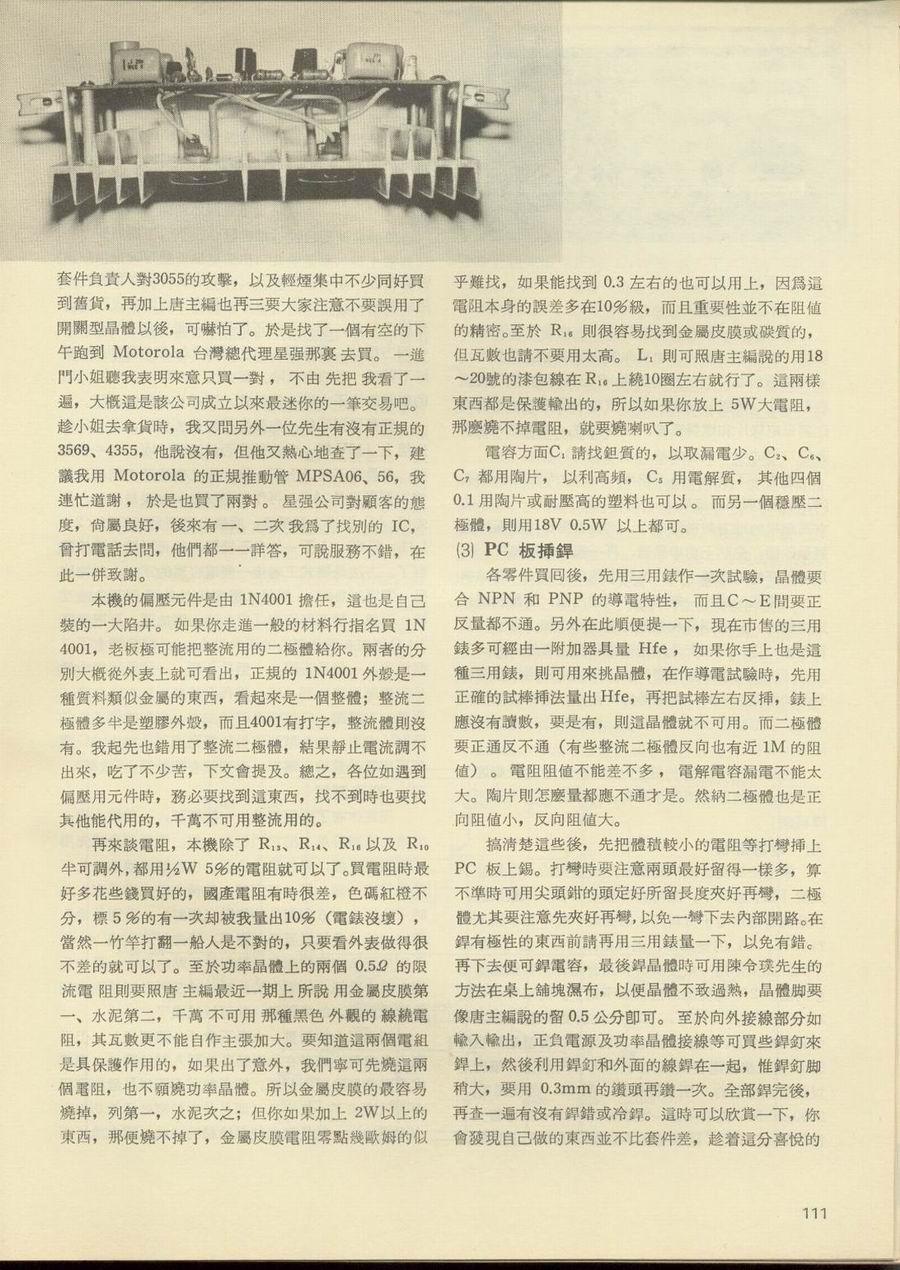 套件負責人對3055的攻擊，以及輕煙集中不少同好買
到舊貨，再加上唐主編也再三要大家注意不要誤用了
開關型晶體以後，可嚇怕了。於是找了一個有空的下
午跑到 Motorola 台灣總代理星强那裏去買。一進
門小姐聽我表明來意只買一對，不由先把我看了一
遍，大概這是該公司成立以來最迷你的一筆交易吧。
趁小姐去拿貨時，我又問另外一位先生有沒有正規的
3569、4355，他說沒有，但他又熱心地查了一下，建
議我用 Motorola 的正規推動管 MPSA06、56，我
連忙道謝，於是也買了兩對。星强公司對顧客的態
度，尙屬良好，後來有一、二次我爲了找別的 IC，
曾打電話去問，他們都一一詳答，可說服務不錯，在
此一併致謝。
本機的偏壓元件是由 1N4001 擔任，這也是自己
裝的一大陷井。如果你走進一般的材料行指名買 1N
4001，老板極可能把整流用的二極體給你。兩者的分
別大概從外表上就可看出，正規的 1N4001 外殼是一
種質料類似金屬的東西，看起來是一個整體；整流二
極體多半是塑膠外殼，而且4001有打字，整流體則沒
有。我起先也錯用了整流二極體，結果靜止電流調不
出來，吃了不少苦，下文會提及。總之，各位如遇到
偏壓用元件時，務必要找到這東西，找不到時也要找
其他能代用的，千萬不可用整流用的。
再來談電阻，本機除了 R₁₃、R₁₄、R₁₆ 以及 R₁₀
半可調外，都用½W 5%的電阻就可以了。買電阻時最
好多花些錢買好的，國產電阻有時很差，色碼紅橙不
分，標 5 %的有一次却被我量出10%（電錶沒壞），
當然一竹竿打翻一船人是不對的，只要看外表做得很
不差的就可以了。至於功率晶體上的兩個 0.5Ω 的限
流電阻則要照唐主編最近一期上所說用金屬皮膜第
一、水泥第二，千萬不可用那種黑色外觀的線繞電
阻，其瓦數更不能自作主張加大。要知道這兩個電組
是具保護作用的，如果出了意外，我們寧可先燒這兩
個電阻，也不願燒功率晶體。所以金屬皮膜的最容易
燒掉，列第一，水泥次之；但你如果加上 2W以上的
東西，那便燒不掉了，金屬皮膜電阻零點幾歐姆的似
乎難找，如果能找到 0.3 左右的也可以用上，因爲這
電阻本身的誤差多在10%級，而且重要性並不在阻値
的精密。至於 R₁₆ 則很容易找到金屬皮膜或碳質的，
但瓦數也請不要用太高。 L₁ 則可照唐主編說的用18
～20號的漆包線在 R₁₆ 上繞10圈左右就行了。這兩樣
東西都是保護輸出的，所以如果你放上 5W大電阻，
那麼燒不掉電阻，就要燒喇叭了。
電容方面C₁ 請找鉭質的，以取漏電少。C₂、C₆、
C₇ 都用陶片，以利高頻，C₅ 用電解質，其他四個
0.1 用陶片或耐壓高的塑料也可以。而另一個穩壓二
極體，則用18V 0.5W 以上都可。
⑶ PC 板揷銲
各零件買囘後，先用三用錶作一次試驗，晶體要
合 NPN 和 PNP 的導電特性，而且C～E間要正
反量都不通。另外在此順便提一下，現在市售的三用
錶多可經由一附加器具量 Hfe，如果你手上也是這
種三用錶，則可用來挑晶體，在作導電試驗時，先用
正確的試棒揷法量出 Hfe，再把試棒左右反揷，錶上
應沒有讀數，要是有，則這晶體就不可用。而二極體
要正通反不通（有些整流二極體反向也有近 1M 的阻
値）。電阻阻値不能差不多，電解電容漏電不能太
大。陶片則怎麼量都應不通才是。然納二極體也是正
向阻値小，反向阻値大。
搞淸楚這些後，先把體積較小的電阻等打彎揷上
PC 板上錫。打彎時要注意兩頭最好留得一樣多，算
不準時可用尖頭鉗的頭定好所留長度夾好再彎，二極
體尤其要注意先夾好再彎，以免一彎下去內部開路。在
銲有極性的東西前請再用三用錶量一下，以免有錯。
再下去便可銲電容，最後銲晶體時可用陳令璞先生的
方法在桌上舖塊濕布，以便晶體不致過熱，晶體脚要
像唐主編說的留 0.5 公分卽可。至於向外接線部分如
輸入輸出，正負電源及功率晶體接線等可買些銲釘來
銲上，然後利用銲釘和外面的線銲在一起，惟銲釘脚
稍大，要用 0.3mm 的鑽頭再鑽一次。全部銲完後，
再查一遍有沒有銲錯或冷銲。這時可以欣賞一下，你
會發現自己做的東西並不比套件差，趁着這分喜悅的
111